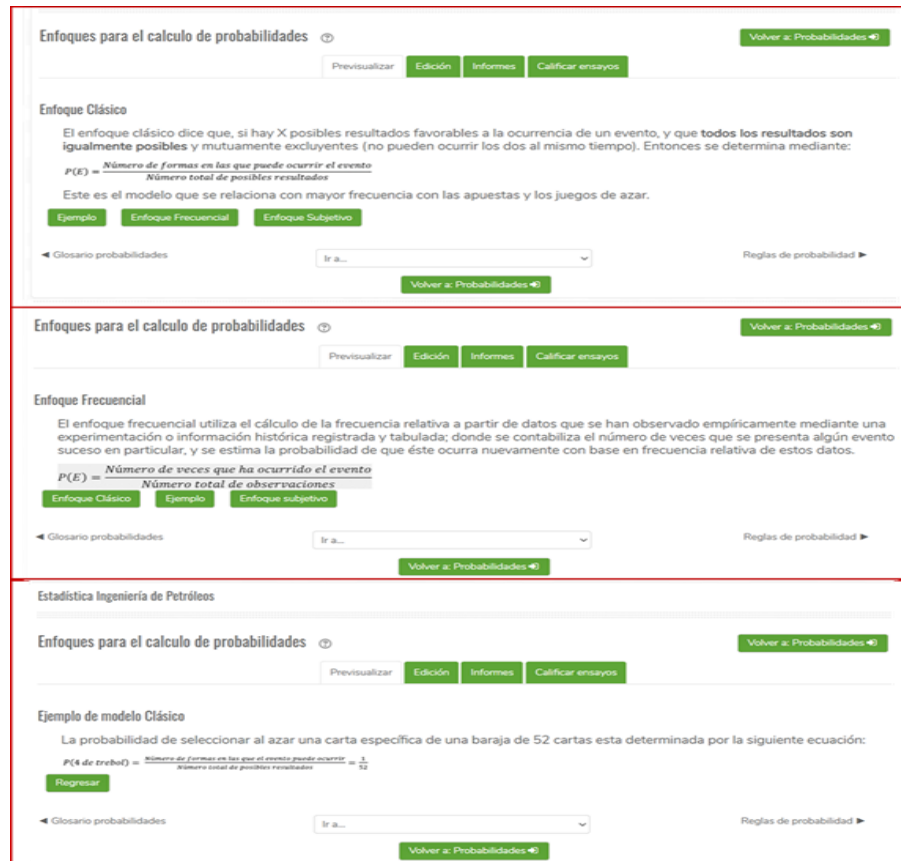 Enfoques para el calculo de probabilidades
Volver a: Probabilidades
Previsualizar Edición Informes Calificar ensayos
Enfoque Clásico
El enfoque clásico dice que, si hay X posibles resultados favorables a la ocurrencia de un evento, y que todos los resultados son
igualmente posibles y mutuamente excluyentes (no pueden ocurrir los dos al mismo tiempo). Entonces se determina mediante:
P(E) = Número de formas en las que puede ocurrir el evento / Número total de posibles resultados
Este es el modelo que se relaciona con mayor frecuencia con las apuestas y los juegos de azar.
Ejemplo Enfoque Frecuencial Enfoque Subjetivo
◄ Glosario probabilidades Ir a... Reglas de probabilidad ►
Volver a: Probabilidades
Enfoques para el calculo de probabilidades
Volver a: Probabilidades
Previsualizar Edición Informes Calificar ensayos
Enfoque Frecuencial
El enfoque frecuencial utiliza el cálculo de la frecuencia relativa a partir de datos que se han observado empíricamente mediante una
experimentación o información histórica registrada y tabulada; donde se contabiliza el número de veces que se presenta algún evento
suceso en particular, y se estima la probabilidad de que éste ocurra nuevamente con base en frecuencia relativa de estos datos.
P(E) = Número de veces que ha ocurrido el evento / Número total de observaciones
Enfoque Clásico Ejemplo Enfoque subjetivo
◄ Glosario probabilidades Ir a... Reglas de probabilidad ►
Volver a: Probabilidades
Estadística Ingeniería de Petróleos
Enfoques para el calculo de probabilidades
Volver a: Probabilidades
Previsualizar Edición Informes Calificar ensayos
Ejemplo de modelo Clásico
La probabilidad de seleccionar al azar una carta específica de una baraja de 52 cartas esta determinada por la siguiente ecuación:
P(4 de trebol) = Número de formas en las que el evento puede ocurrir / Número total de posibles resultados = 1/52
Regresar
◄ Glosario probabilidades Ir a... Reglas de probabilidad ►
Volver a: Probabilidades